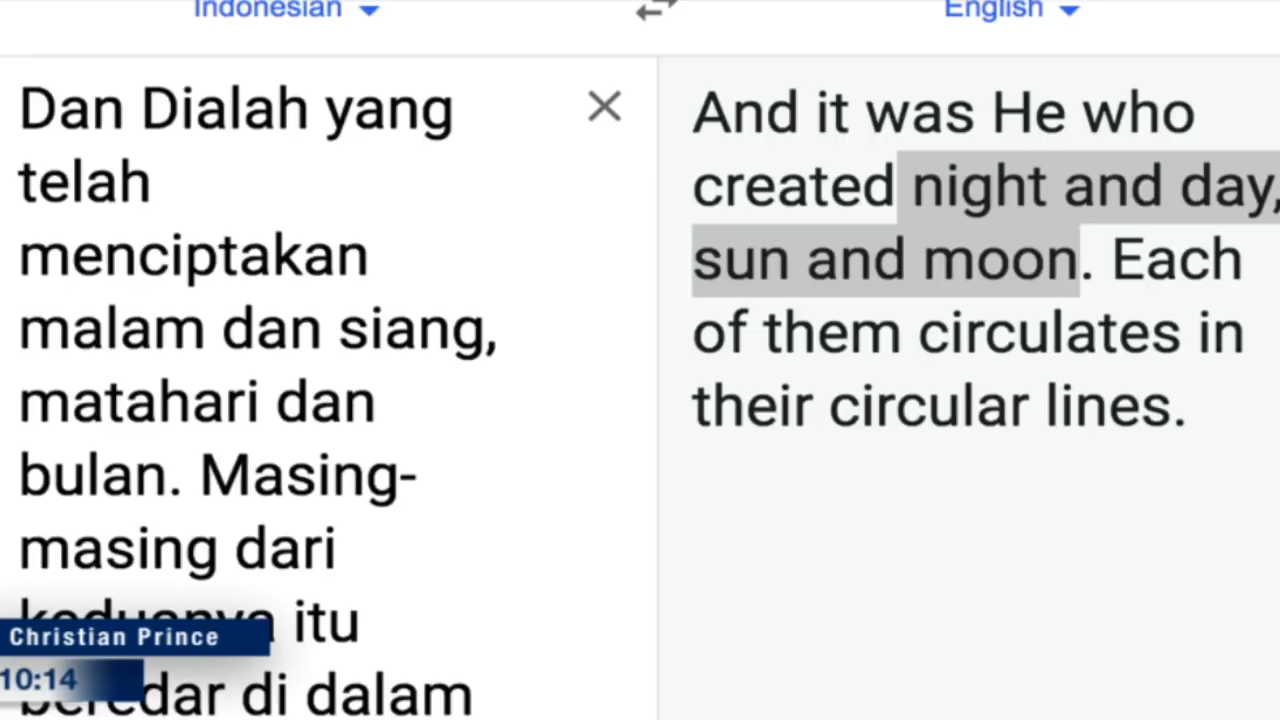 Indonesian
English
Dan Dialah yang
telah
menciptakan
malam dan siang,
matahari dan
bulan. Masing-
masing dari
keduanya itu
beredar di dalam
And it was He who
created night and day,
sun and moon. Each
of them circulates in
their circular lines.
Christian Prince
10:14